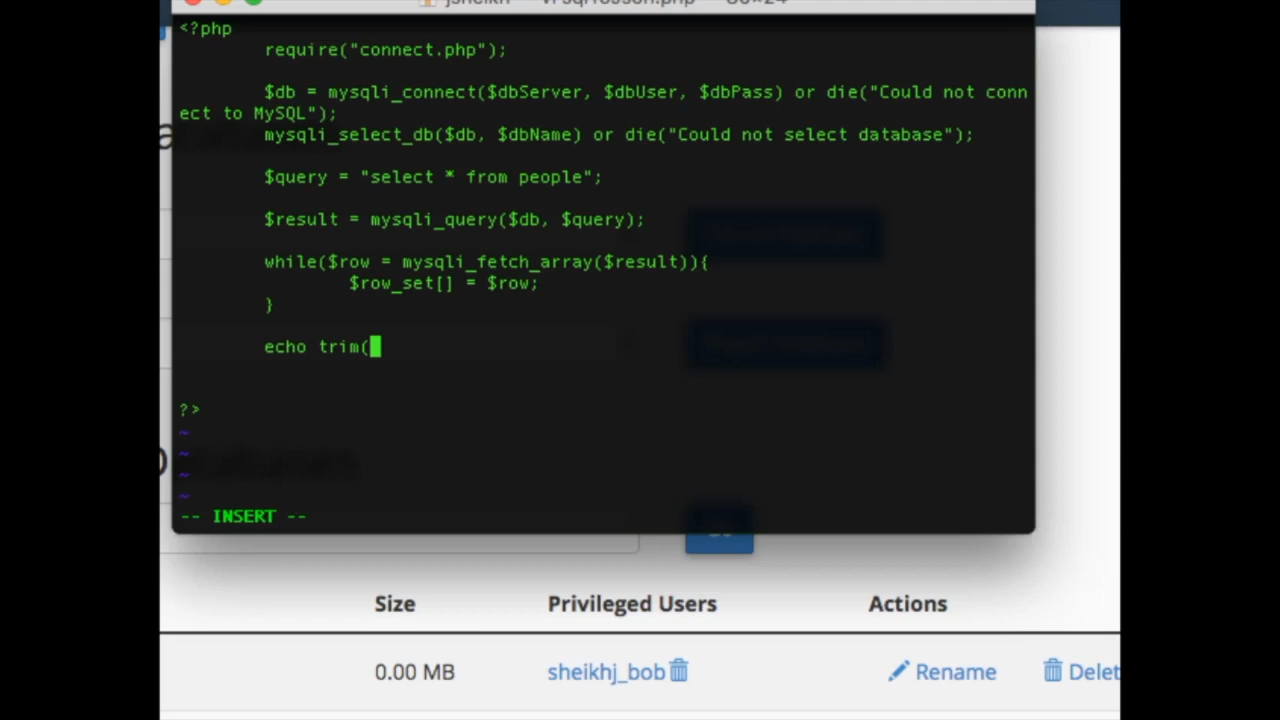 <?php
require("connect.php");
$db = mysqli_connect($dbServer, $dbUser, $dbPass) or die("Could not conn
ect to MySQL");
mysqli_select_db($db, $dbName) or die("Could not select database");
$query = "select * from people";
$result = mysqli_query($db, $query);
while($row = mysqli_fetch_array($result)){
$row_set[] = $row;
}
echo trim(
?>
~
~
~
~
-- INSERT --
Size Privileged Users Actions
0.00 MB sheikhj_bob Rename Delet